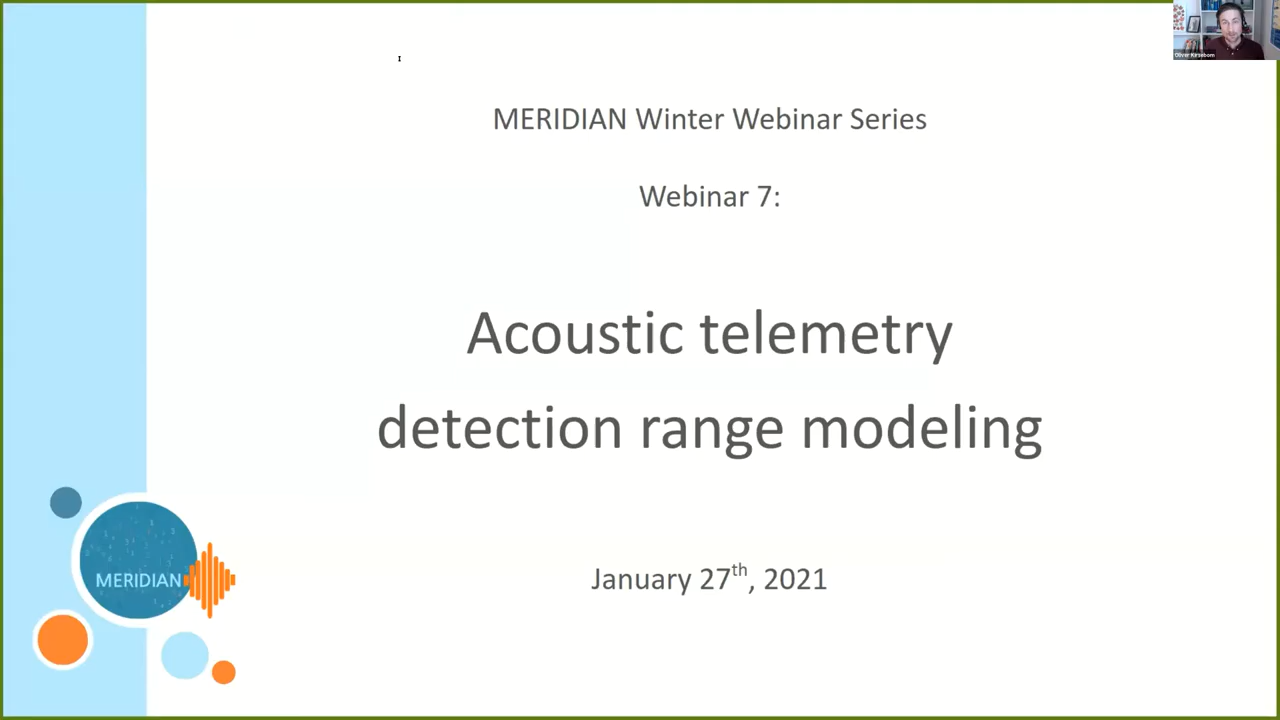 MERIDIAN Winter Webinar Series
Webinar 7:
Acoustic telemetry
detection range modeling
January 27th, 2021
MERIDIAN